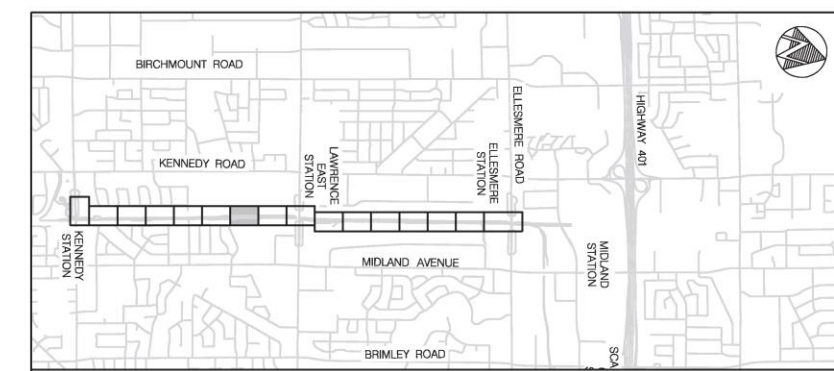 BIRCHMOUNT ROAD
KENNEDY ROAD
LAWRENCE
EAST
STATION
ELLESMERE
STATION
ELLESMERE ROAD
HIGHWAY 401
KENNEDY
STATION
MIDLAND AVENUE
MIDLAND
STATION
BRIMLEY ROAD
SCA